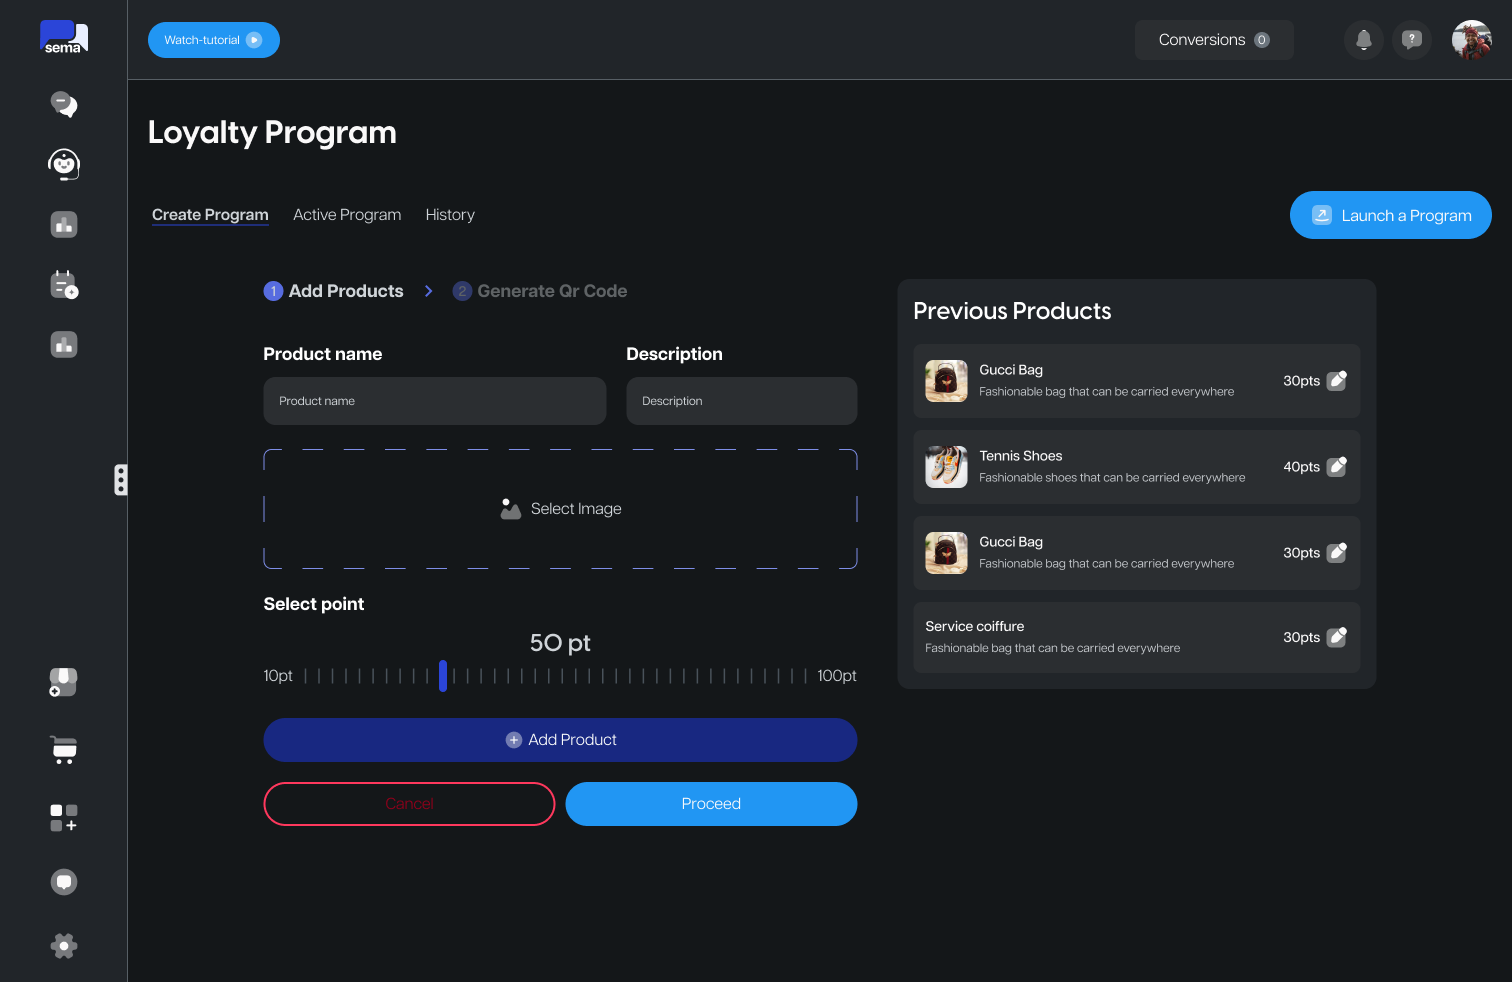 sema
Watch-tutorial
Conversions 0
?
Loyalty Program
Create Program
Active Program
History
Launch a Program
1 Add Products
2 Generate Qr Code
Product name
Description
Product name
Description
Select Image
Select point
50 pt
10pt
100pt
Add Product
Cancel
Proceed
Previous Products
Gucci Bag
Fashionable bag that can be carried everywhere
30pts
Tennis Shoes
Fashionable shoes that can be carried everywhere
40pts
Gucci Bag
Fashionable bag that can be carried everywhere
30pts
Service coiffure
Fashionable bag that can be carried everywhere
30pts